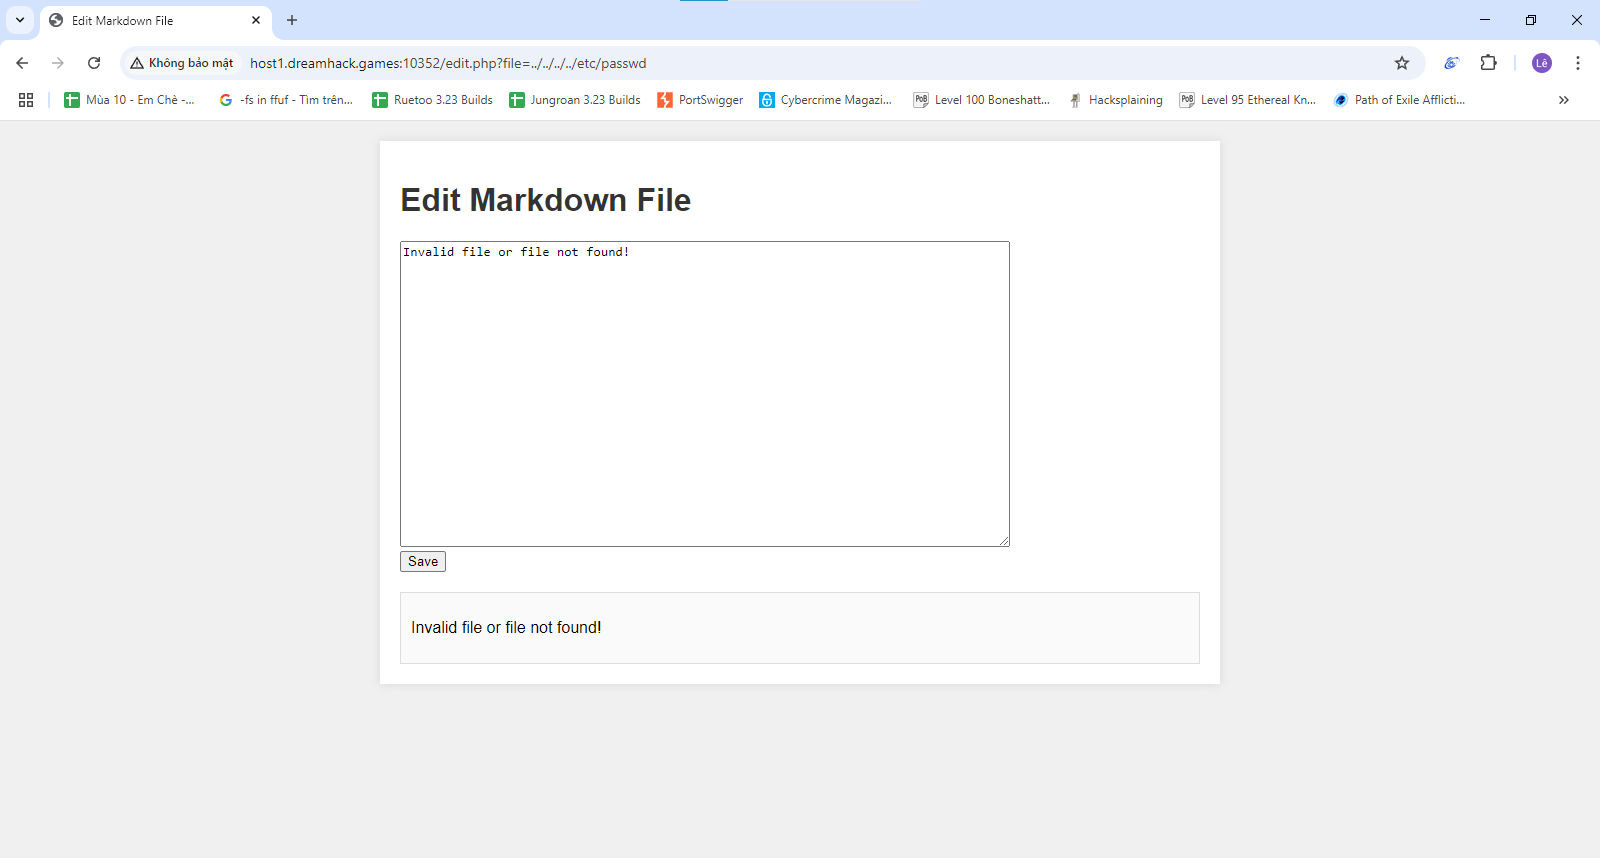 Edit Markdown File
Không bảo mật
host1.dreamhack.games:10352/edit.php?file=../../../../etc/passwd
Lê
Mùa 10 - Em Chè -...
-fs in ffuf - Tìm trên...
Ruetoo 3.23 Builds
Jungroan 3.23 Builds
PortSwigger
Cybercrime Magazi...
PoB
Level 100 Boneshatt...
Hacksplaining
PoB
Level 95 Ethereal Kn...
Path of Exile Afflicti...
Edit Markdown File
Invalid file or file not found!
Save
Invalid file or file not found!